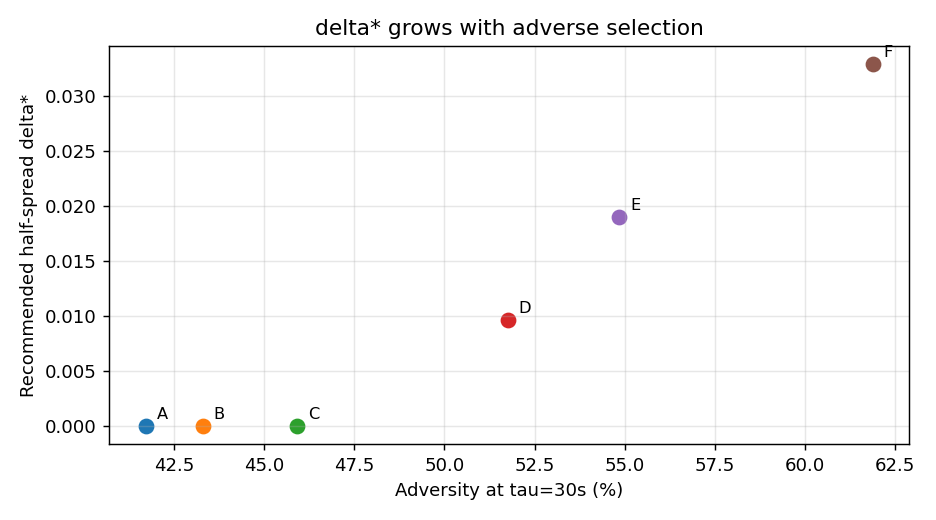 delta* grows with adverse selection
Recommended half-spread delta*
0.030
0.025
0.020
0.015
0.010
0.005
0.000
A
B
C
D
E
F
42.5
45.0
47.5
50.0
52.5
55.0
57.5
60.0
62.5
Adversity at tau=30s (%)